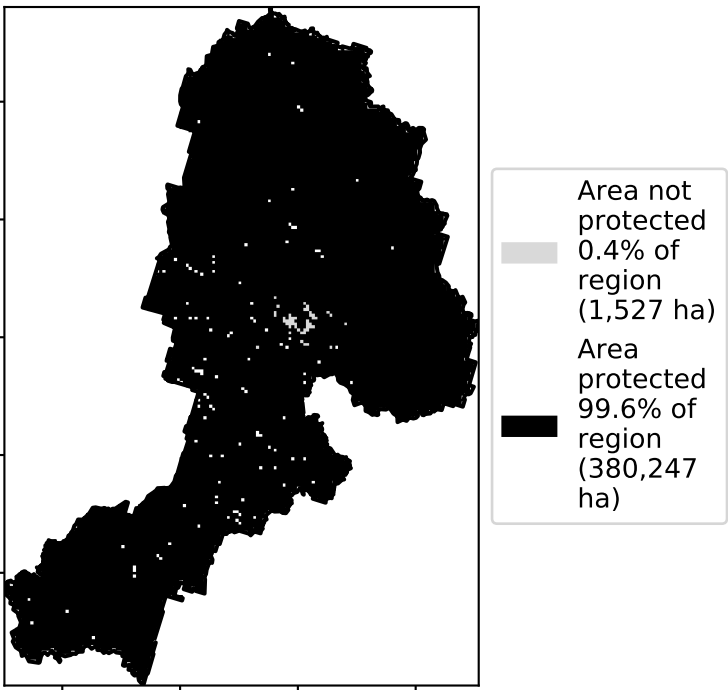 Area not
protected
0.4% of
region
(1,527 ha)
Area
protected
99.6% of
region
(380,247
ha)